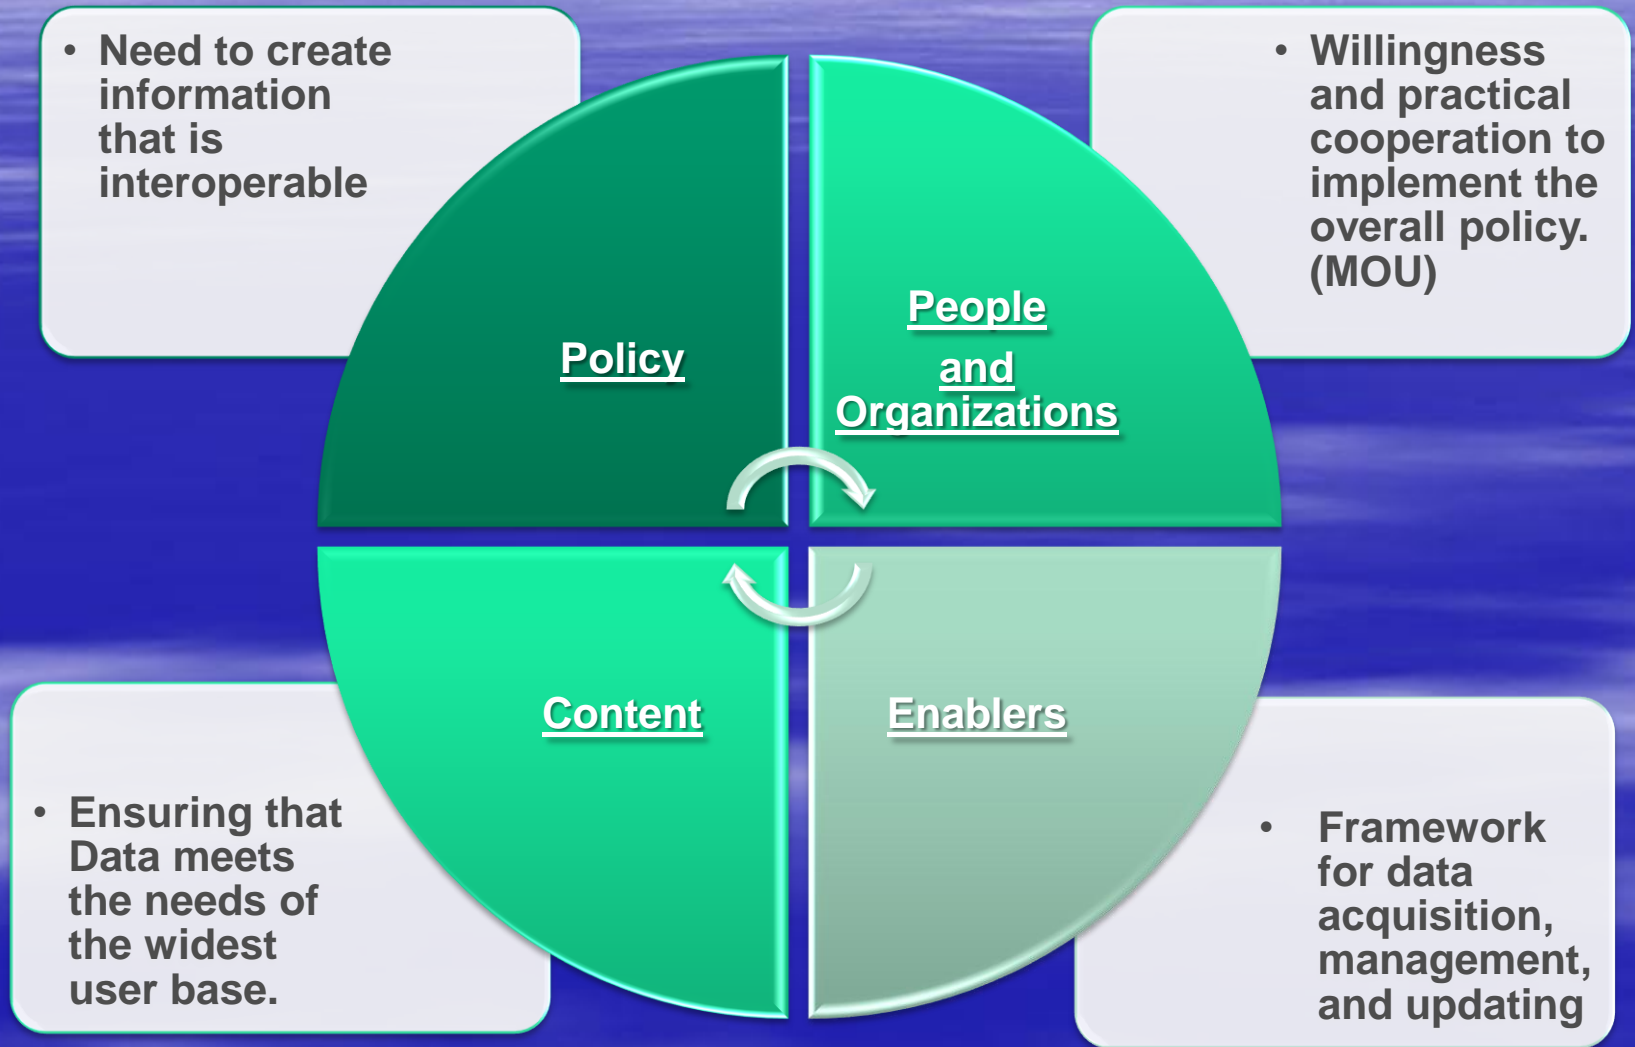 • Need to create
information
that is
interoperable
• Willingness
and practical
cooperation to
implement the
overall policy.
(MOU)
Policy
People
and
Organizations
Content
Enablers
• Ensuring that
Data meets
the needs of
the widest
user base.
• Framework
for data
acquisition,
management,
and updating